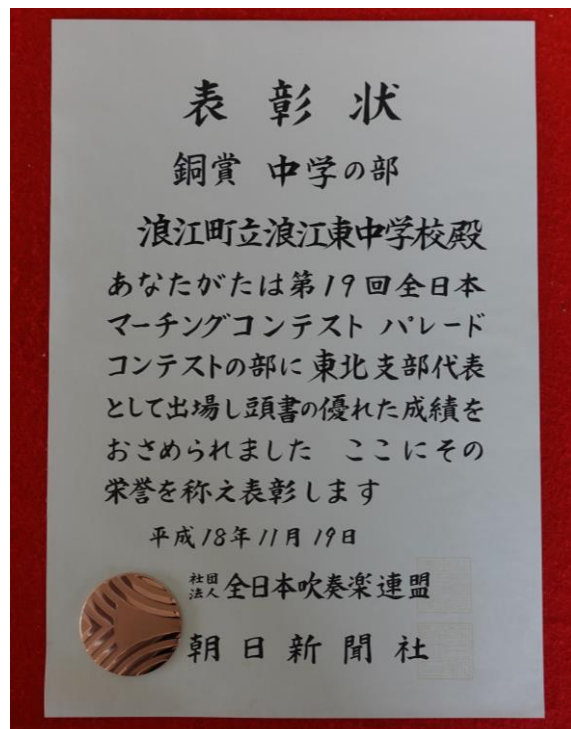 表彰状
銅賞 中学の部
浪江町立浪江東中学校殿
あなたがたは第19回全日本
マーチングコンテスト パレード
コンテストの部に東北支部代表
として出場し頭書の優れた成績を
おさめられました ここにその
栄誉を称え表彰します
平成18年11月19日
社団法人 全日本吹奏楽連盟
朝日新聞社